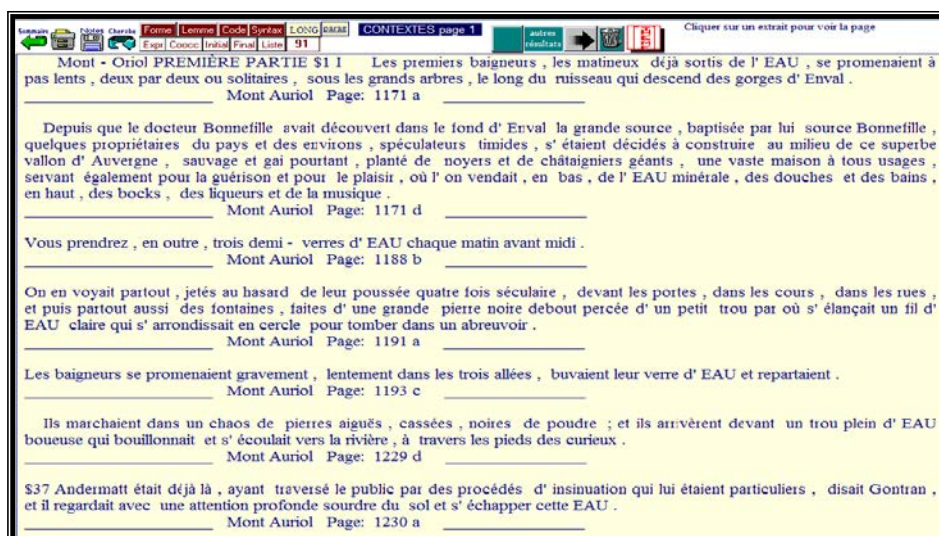 Sommaire Notes Cherche Forme Lemme Code Syntax LONG CONTEXTES page 1 autres résultats Cliquer sur un extrait pour voir la page
Expr Coocc Initial Final Liste 91
Mont - Oriol PREMIÈRE PARTIE $1 I Les premiers baigneurs , les matineux déjà sortis de l' EAU , se promenaient à
pas lents , deux par deux ou solitaires , sous les grands arbres , le long du ruisseau qui descend des gorges d' Enval .
Mont Auriol Page: 1171 a
Depuis que le docteur Bonnefille avait découvert dans le fond d' Enval la grande source , baptisée par lui source Bonnefille ,
quelques propriétaires du pays et des environs , spéculateurs timides , s' étaient décidés à construire au milieu de ce superbe
vallon d' Auvergne , sauvage et gai pourtant , planté de noyers et de châtaigniers géants , une vaste maison à tous usages ,
servant également pour la guérison et pour le plaisir , où l' on vendait , en bas , de l' EAU minérale , des douches et des bains ,
en haut , des bocks , des liqueurs et de la musique .
Mont Auriol Page: 1171 d
Vous prendrez , en outre , trois demi - verres d' EAU chaque matin avant midi .
Mont Auriol Page: 1188 b
On en voyait partout , jetés au hasard de leur poussée quatre fois séculaire , devant les portes , dans les cours , dans les rues ,
et puis partout aussi des fontaines , faites d' une grande pierre noire debout percée d' un petit trou par où s' élançait un fil d'
EAU claire qui s' arrondissait en cercle pour tomber dans un abreuvoir .
Mont Auriol Page: 1191 a
Les baigneurs se promenaient gravement , lentement dans les trois allées , buvaient leur verre d' EAU et repartaient .
Mont Auriol Page: 1193 c
Ils marchaient dans un chaos de pierres aiguës , cassées , noires de poudre ; et ils arrivèrent devant un trou plein d' EAU
boueuse qui bouillonnait et s' écoulait vers la rivière , à travers les pieds des curieux .
Mont Auriol Page: 1229 d
$37 Andermatt était déjà là , ayant traversé le public par des procédés d' insinuation qui lui étaient particuliers , disait Gontran ,
et il regardait avec une attention profonde sourdre du sol et s' échapper cette EAU .
Mont Auriol Page: 1230 a